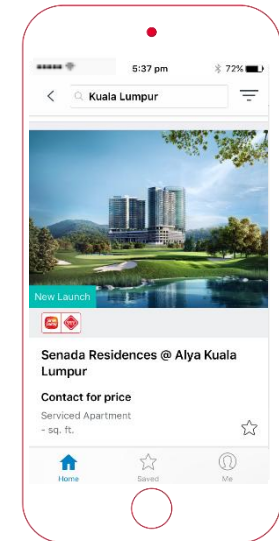 5:37 pm
72%
Kuala Lumpur
New Launch
Senada Residences @ Alya Kuala
Lumpur
Contact for price
Serviced Apartment
- sq. ft.
Home
Saved
Me